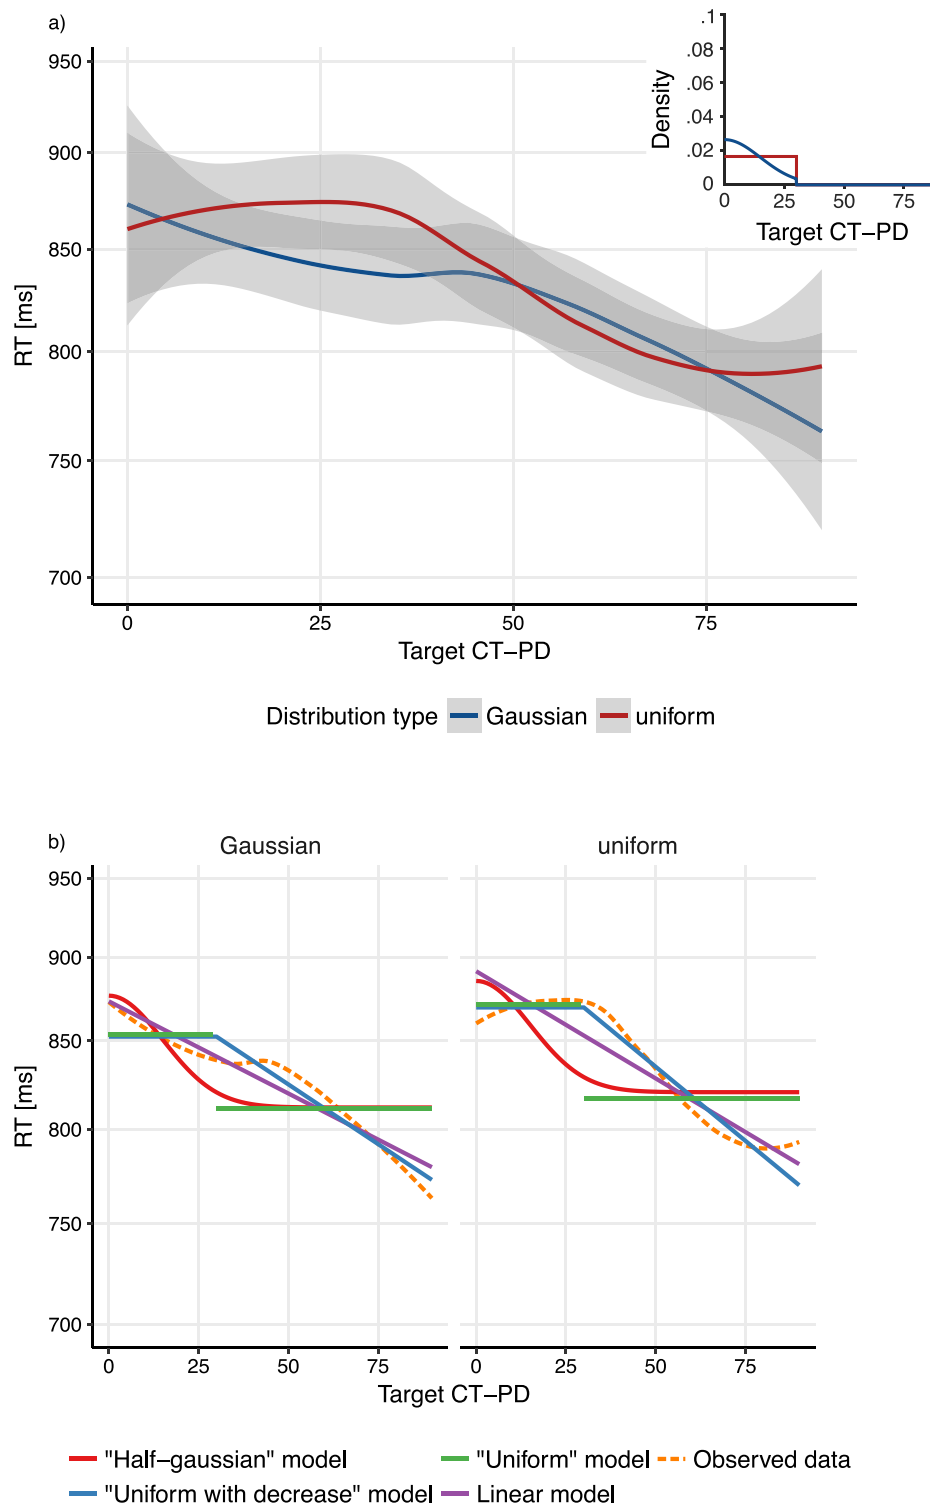 a)
950
900
850
800
750
700
RT [ms]
0
25
50
75
Target CT−PD
.1
.08
.06
.04
.02
0
Density
0
25
50
75
Target CT−PD
Distribution type Gaussian uniform
b)
Gaussian
uniform
950
900
850
800
750
700
RT [ms]
0
25
50
75
0
25
50
75
Target CT−PD
"Half−gaussian" model "Uniform" model Observed data
"Uniform with decrease" model Linear model